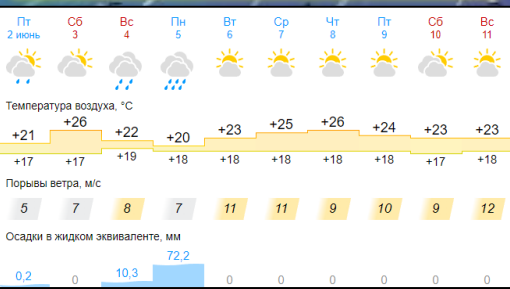 Пт Сб Вс Пн Вт Ср Чт Пт Сб Вс
2 июнь 3 4 5 6 7 8 9 10 11
Температура воздуха, °C
+21 +26 +22 +20 +23 +25 +26 +24 +23 +23
+17 +17 +19 +18 +18 +18 +18 +18 +17 +18
Порывы ветра, м/с
5 7 8 7 11 11 9 10 9 12
Осадки в жидком эквиваленте, мм
0,2 0 10,3 72,2 0 0 0 0 0 0